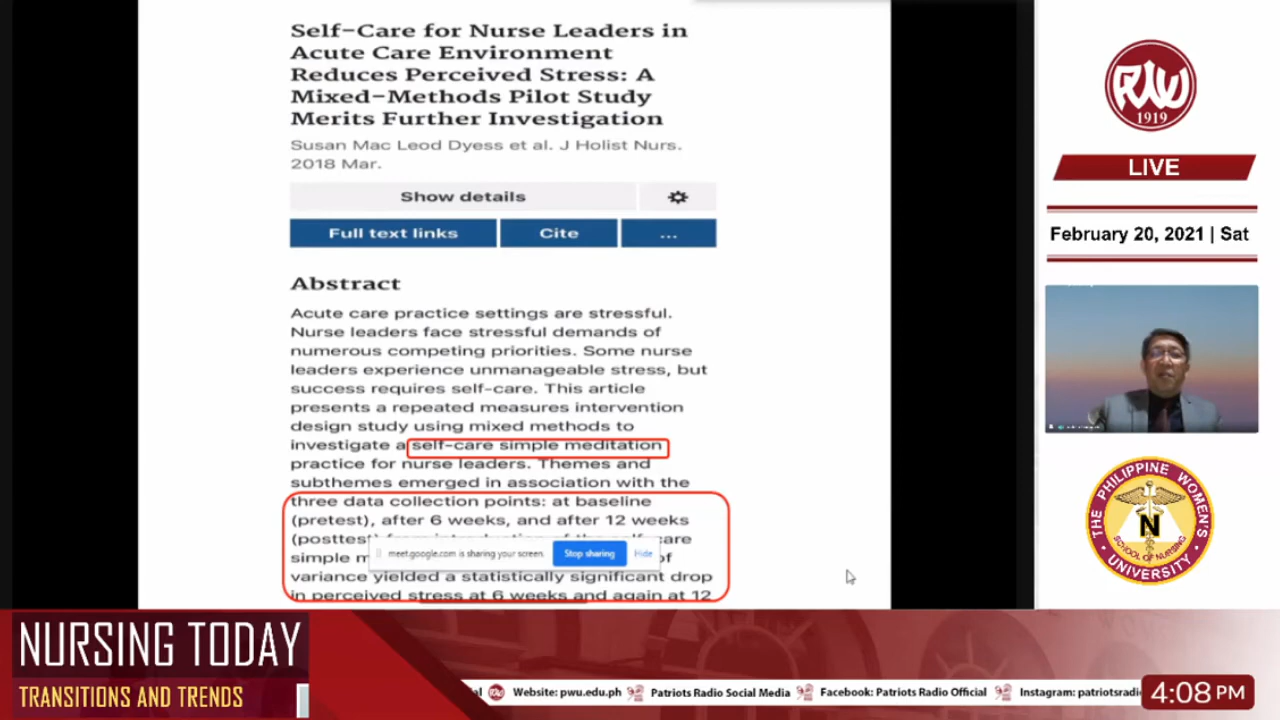 Self-Care for Nurse Leaders in
Acute Care Environment
Reduces Perceived Stress: A
Mixed-Methods Pilot Study
Merits Further Investigation
Susan Mac Leod Dyess et al. J Holist Nurs.
2018 Mar.
Show details
Full text links
Cite
...
Abstract
Acute care practice settings are stressful.
Nurse leaders face stressful demands of
numerous competing priorities. Some nurse
leaders experience unmanageable stress, but
success requires self-care. This article
presents a repeated measures intervention
design study using mixed methods to
investigate a self-care simple meditation
practice for nurse leaders. Themes and
subthemes emerged in association with the
three data collection points: at baseline
(pretest), after 6 weeks, and after 12 weeks
(posttest) care
simple of
variance yielded a statistically significant drop
in perceived stress at 6 weeks and again at 12
meet.google.com is sharing your screen.
Stop sharing
Hide
PWU
1919
LIVE
February 20, 2021 | Sat
THE PHILIPPINE WOMEN'S UNIVERSITY
SCHOOL OF NURSING
N
NURSING TODAY
TRANSITIONS AND TRENDS
Website: pwu.edu.ph Patriots Radio Social Media Facebook: Patriots Radio Official Instagram: patriotsradi
4:08 PM